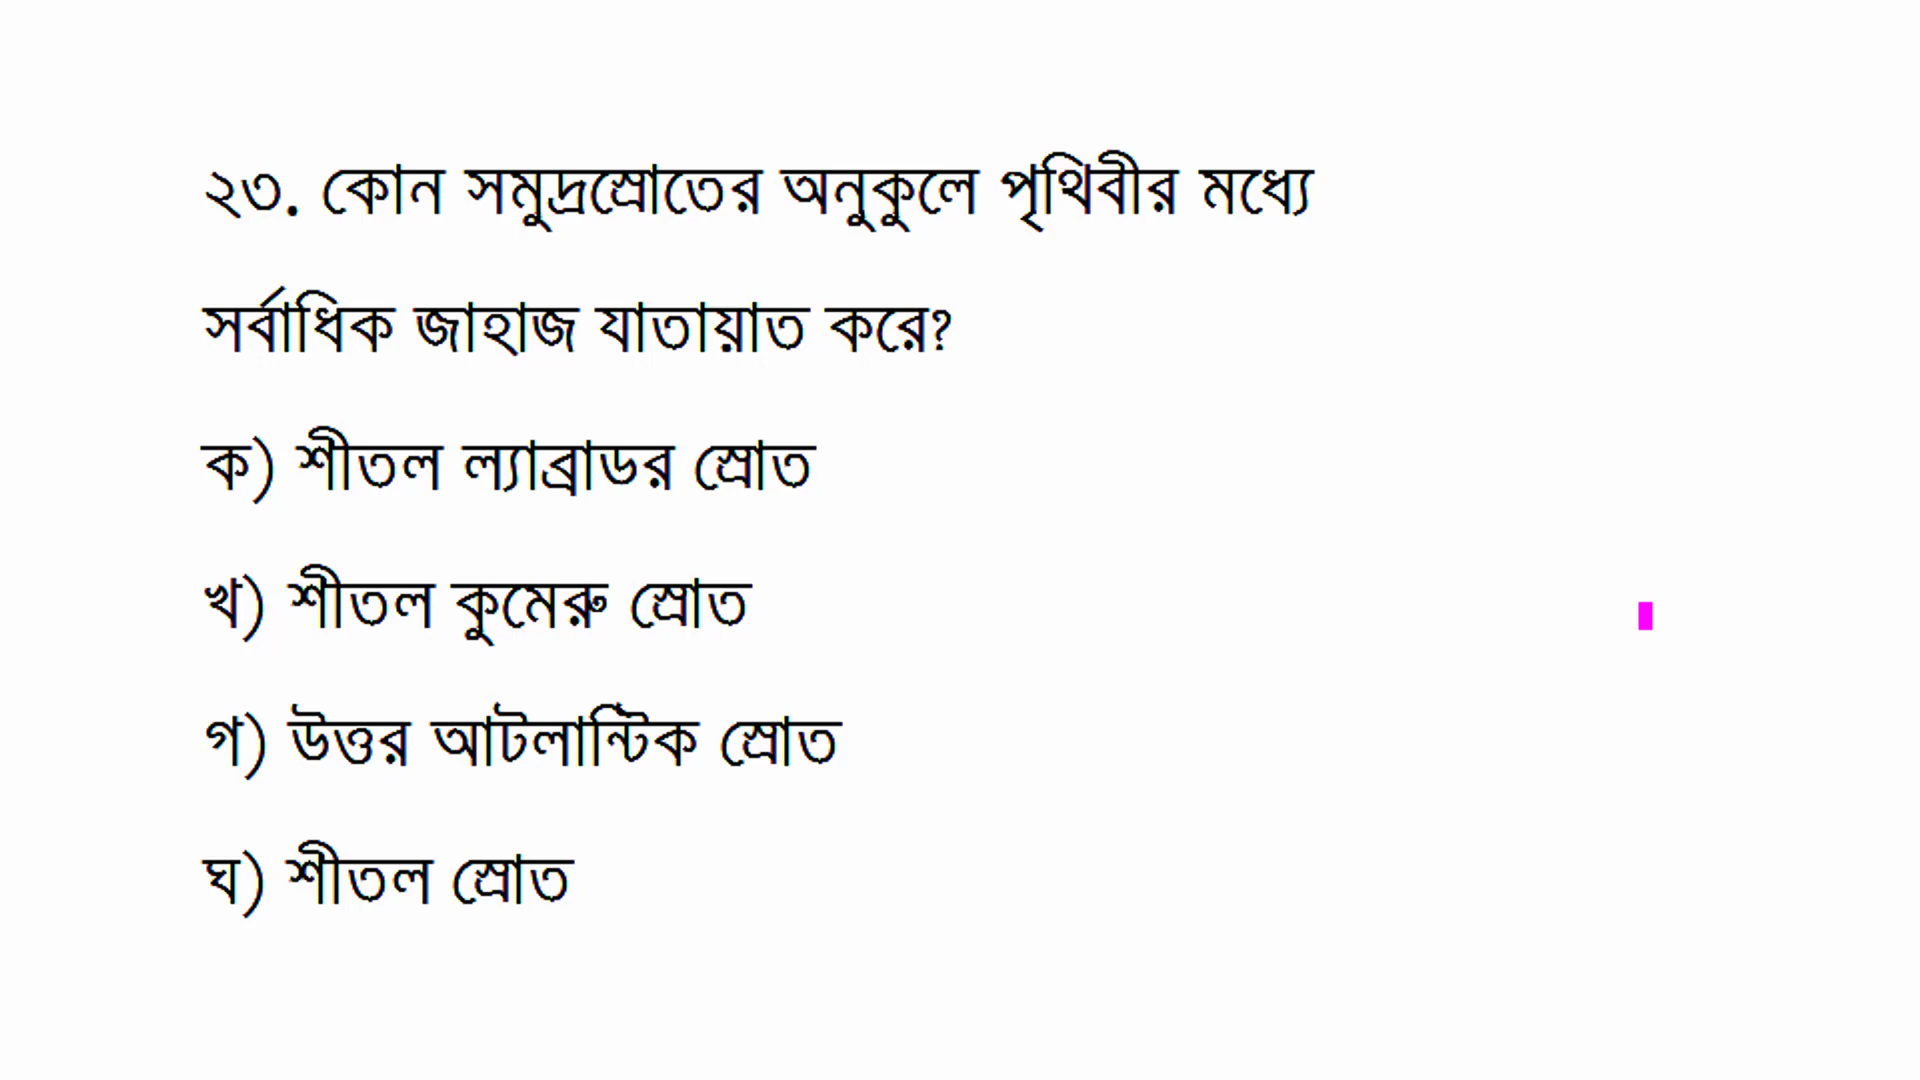 ২৩. কোন সমুদ্রস্রোতের অনুকুলে পৃথিবীর মধ্যে
সর্বাধিক জাহাজ যাতায়াত করে?
ক) শীতল ল্যাব্রাডর স্রোত
খ) শীতল কুমেরু স্রোত
গ) উত্তর আটলান্টিক স্রোত
ঘ) শীতল স্রোত